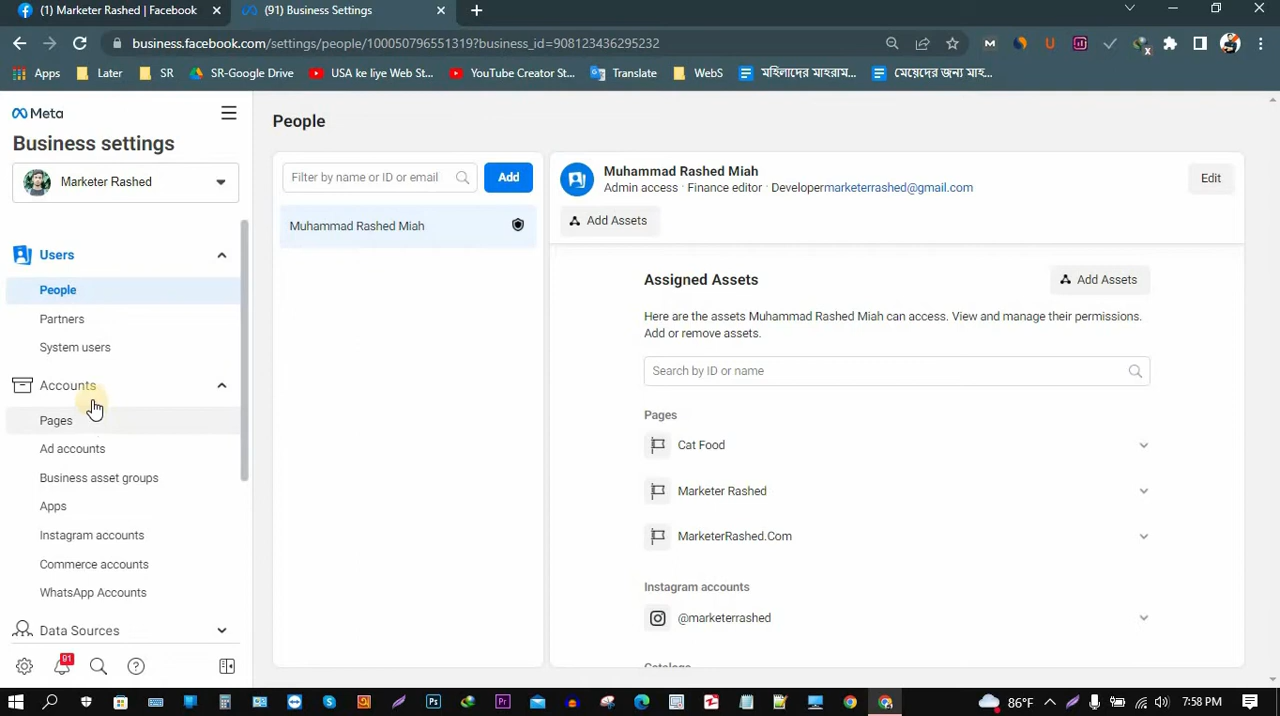 (1) Marketer Rashed | Facebook
(91) Business Settings
business.facebook.com/settings/people/100050796551319?business_id=908123436295232
Apps
Later
SR
SR-Google Drive
USA ke liye Web St...
YouTube Creator St...
Translate
WebS
মহিলাদের মাহরাম...
মেয়েদের জন্য মাহ...
Meta
Business settings
Marketer Rashed
Users
People
Partners
System users
Accounts
Pages
Ad accounts
Business asset groups
Apps
Instagram accounts
Commerce accounts
WhatsApp Accounts
Data Sources
91
People
Filter by name or ID or email
Add
Muhammad Rashed Miah
Muhammad Rashed Miah
Admin access · Finance editor · Developermarketerrashed@gmail.com
Edit
Add Assets
Assigned Assets
Add Assets
Here are the assets Muhammad Rashed Miah can access. View and manage their permissions.
Add or remove assets.
Search by ID or name
Pages
Cat Food
Marketer Rashed
MarketerRashed.Com
Instagram accounts
@marketerrashed
Catalogs
86°F
7:58 PM